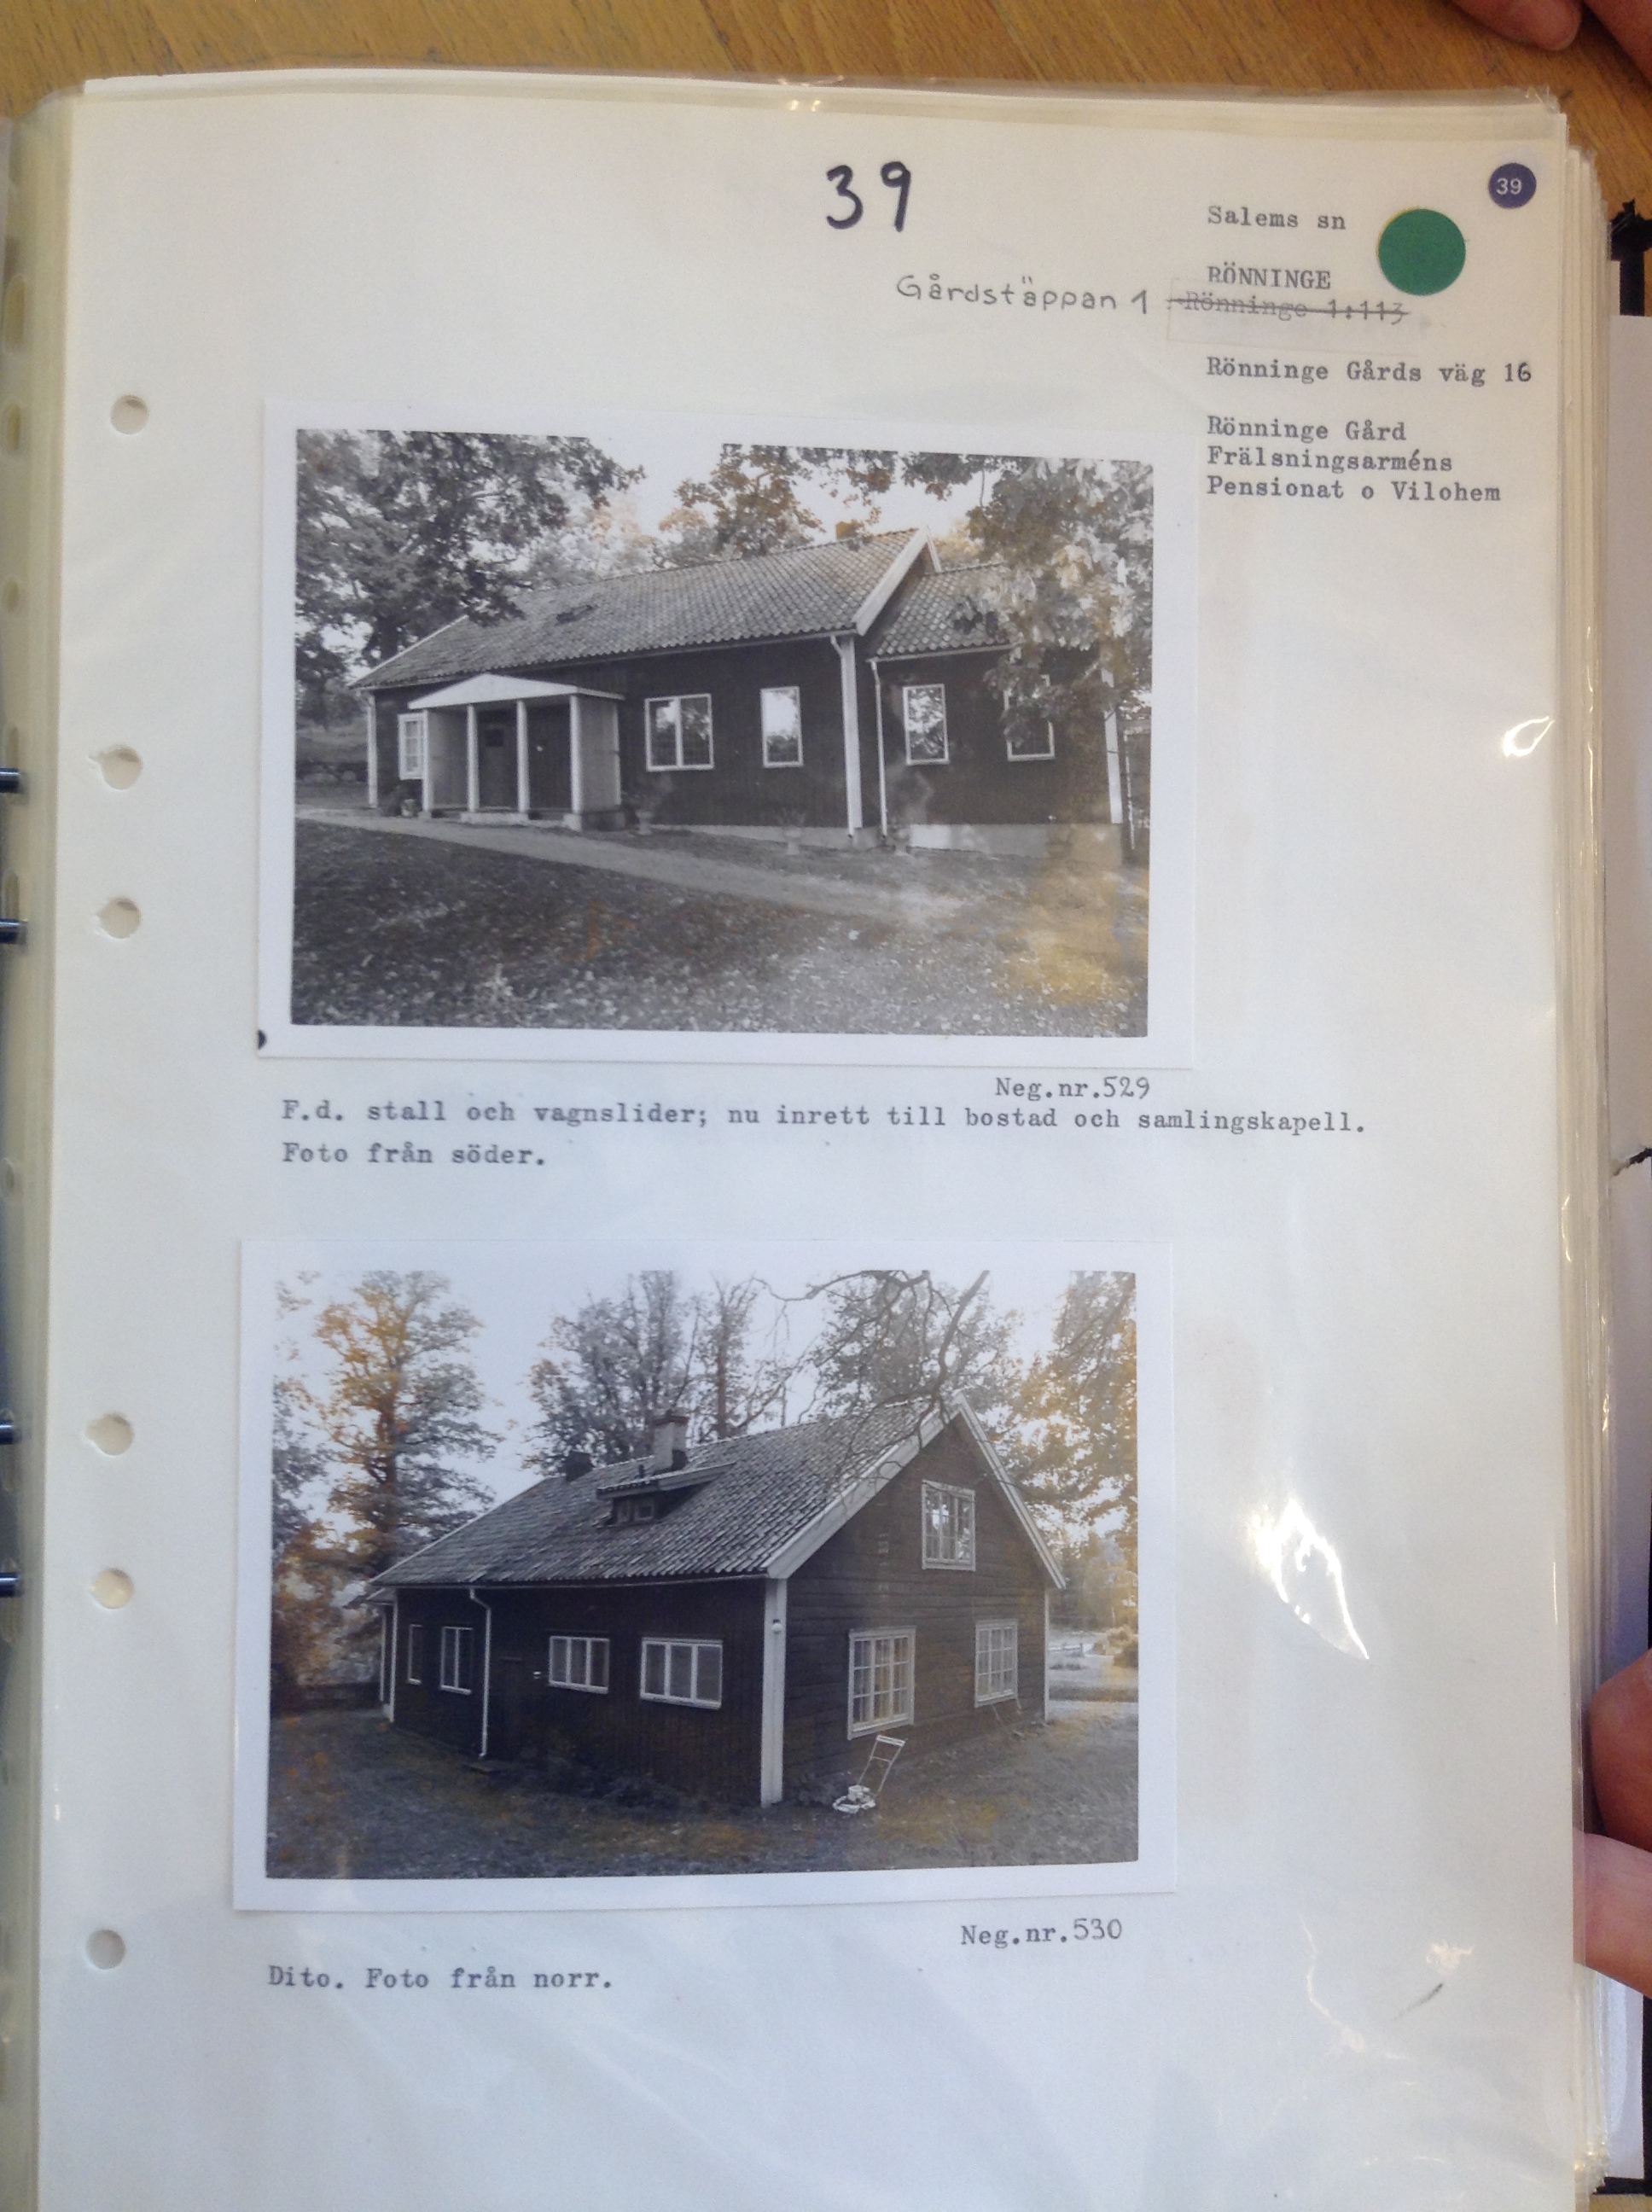 39
39
Salems sn
RÖNNINGE
Gårdstäppan 1 Rönninge 1:113
Rönninge Gårds väg 16
Rönninge Gård
Frälsningsarméns
Pensionat o Vilohem
Neg.nr.529
F.d. stall och vagnslider; nu inrett till bostad och samlingskapell.
Foto från söder.
Neg.nr.530
Dito. Foto från norr.